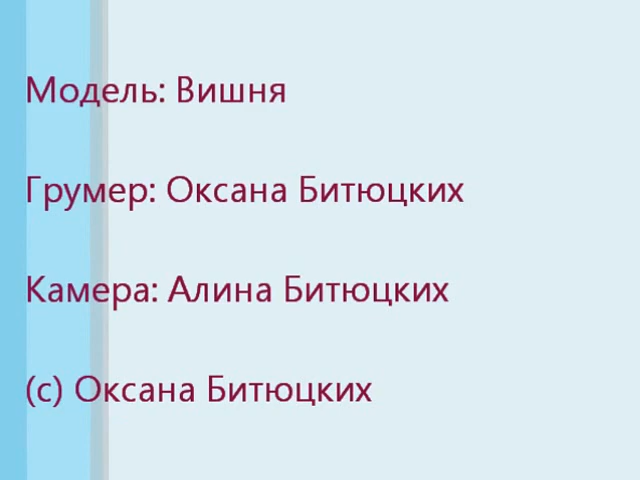 Модель: Вишня
Грумер: Оксана Битюцких
Камера: Алина Битюцких
(с) Оксана Битюцких